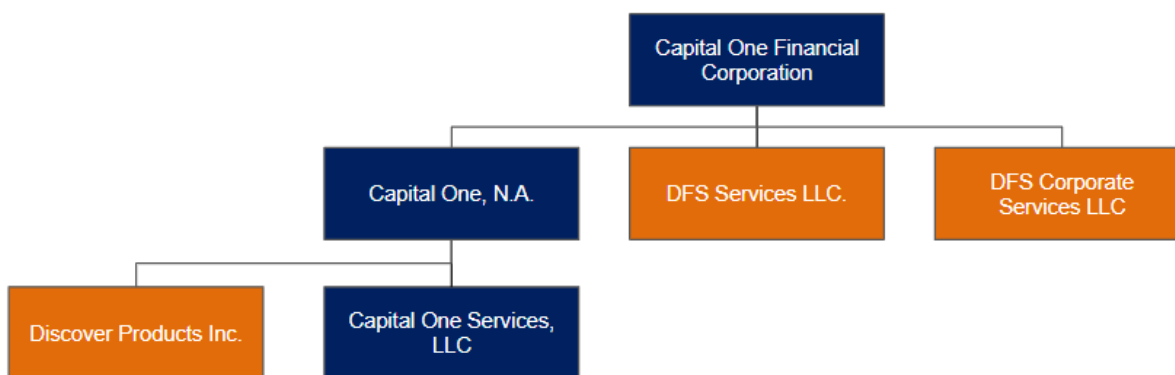 Capital One Financial
Corporation
Capital One, N.A.
DFS Services LLC.
DFS Corporate
Services LLC
Discover Products Inc.
Capital One Services,
LLC